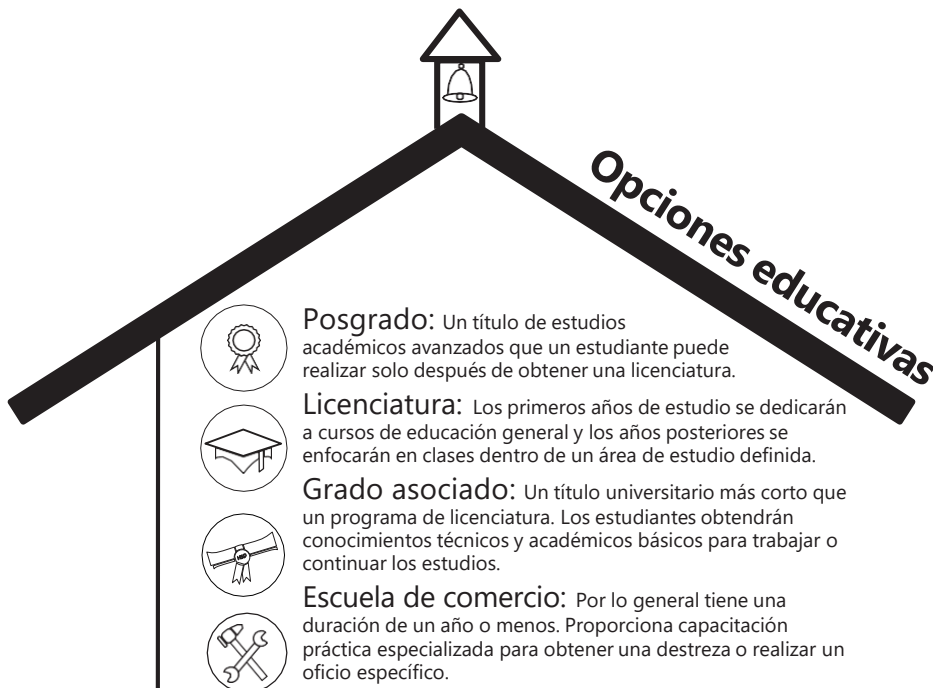 Opciones educativas
Posgrado: Un título de estudios
académicos avanzados que un estudiante puede
realizar solo después de obtener una licenciatura.
Licenciatura: Los primeros años de estudio se dedicarán
a cursos de educación general y los años posteriores se
enfocarán en clases dentro de un área de estudio definida.
Grado asociado: Un título universitario más corto que
un programa de licenciatura. Los estudiantes obtendrán
conocimientos técnicos y académicos básicos para trabajar o
continuar los estudios.
Escuela de comercio: Por lo general tiene una
duración de un año o menos. Proporciona capacitación
práctica especializada para obtener una destreza o realizar un
oficio específico.